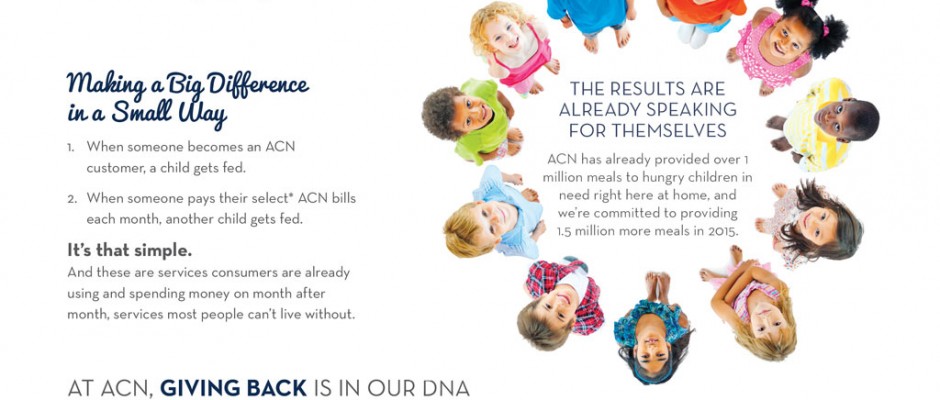 Making a Big Difference
in a Small Way
1. When someone becomes an ACN
customer, a child gets fed.
2. When someone pays their select* ACN bills
each month, another child gets fed.
It's that simple.
And these are services consumers are already
using and spending money on month after
month, services most people can't live without.
THE RESULTS ARE
ALREADY SPEAKING
FOR THEMSELVES
ACN has already provided over 1
million meals to hungry children in
need right here at home, and
we're committed to providing
1.5 million more meals in 2015.
AT ACN, GIVING BACK IS IN OUR DNA